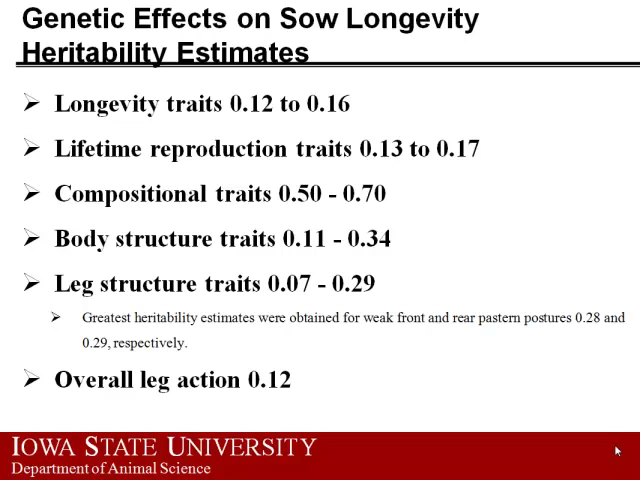 Genetic Effects on Sow Longevity
Heritability Estimates
➢ Longevity traits 0.12 to 0.16
➢ Lifetime reproduction traits 0.13 to 0.17
➢ Compositional traits 0.50 - 0.70
➢ Body structure traits 0.11 - 0.34
➢ Leg structure traits 0.07 - 0.29
➢ Greatest heritability estimates were obtained for weak front and rear pastern postures 0.28 and
0.29, respectively.
➢ Overall leg action 0.12
IOWA STATE UNIVERSITY
Department of Animal Science